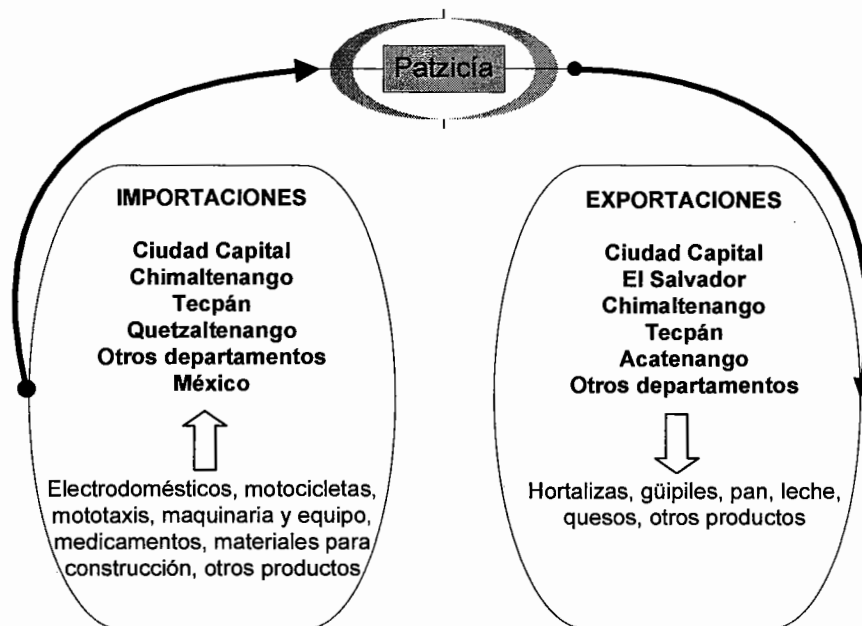 Patzicía
IMPORTACIONES
Ciudad Capital
Chimaltenango
Tecpán
Quetzaltenango
Otros departamentos
México
Electrodomésticos, motocicletas,
mototaxis, maquinaria y equipo,
medicamentos, materiales para
construcción, otros productos
EXPORTACIONES
Ciudad Capital
El Salvador
Chimaltenango
Tecpán
Acatenango
Otros departamentos
Hortalizas, güipiles, pan, leche,
quesos, otros productos